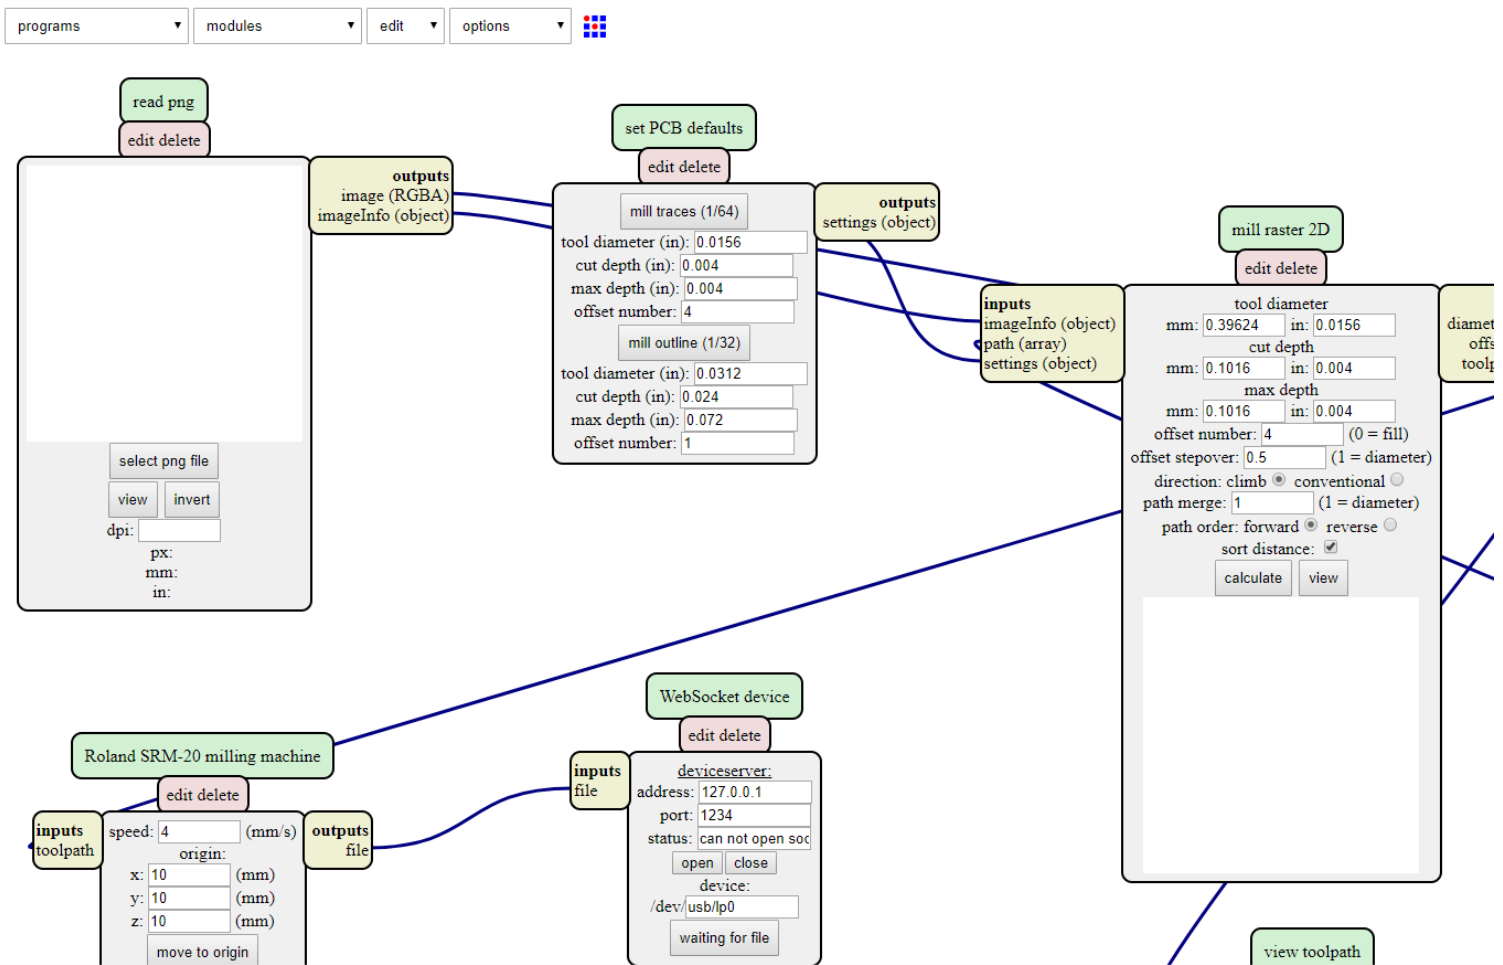 programs
modules
edit
options
read png
edit delete
outputs
image (RGBA)
imageInfo (object)
select png file
view
invert
dpi:
px:
mm:
in:
set PCB defaults
edit delete
mill traces (1/64)
tool diameter (in): 0.0156
cut depth (in): 0.004
max depth (in): 0.004
offset number: 4
mill outline (1/32)
tool diameter (in): 0.0312
cut depth (in): 0.024
max depth (in): 0.072
offset number: 1
outputs
settings (object)
mill raster 2D
edit delete
inputs
imageInfo (object)
path (array)
settings (object)
tool diameter
mm: 0.39624 in: 0.0156
cut depth
mm: 0.1016 in: 0.004
max depth
mm: 0.1016 in: 0.004
offset number: 4 (0 = fill)
offset stepover: 0.5 (1 = diameter)
direction: climb conventional
path merge: 1 (1 = diameter)
path order: forward reverse
sort distance:
calculate
view
diamet
offs
toolp
Roland SRM-20 milling machine
edit delete
inputs
toolpath
speed: 4 (mm/s)
origin:
x: 10 (mm)
y: 10 (mm)
z: 10 (mm)
move to origin
outputs
file
WebSocket device
edit delete
inputs
file
deviceserver:
address: 127.0.0.1
port: 1234
status: can not open soc
open
close
device:
/dev/ usb/lp0
waiting for file
view toolpath